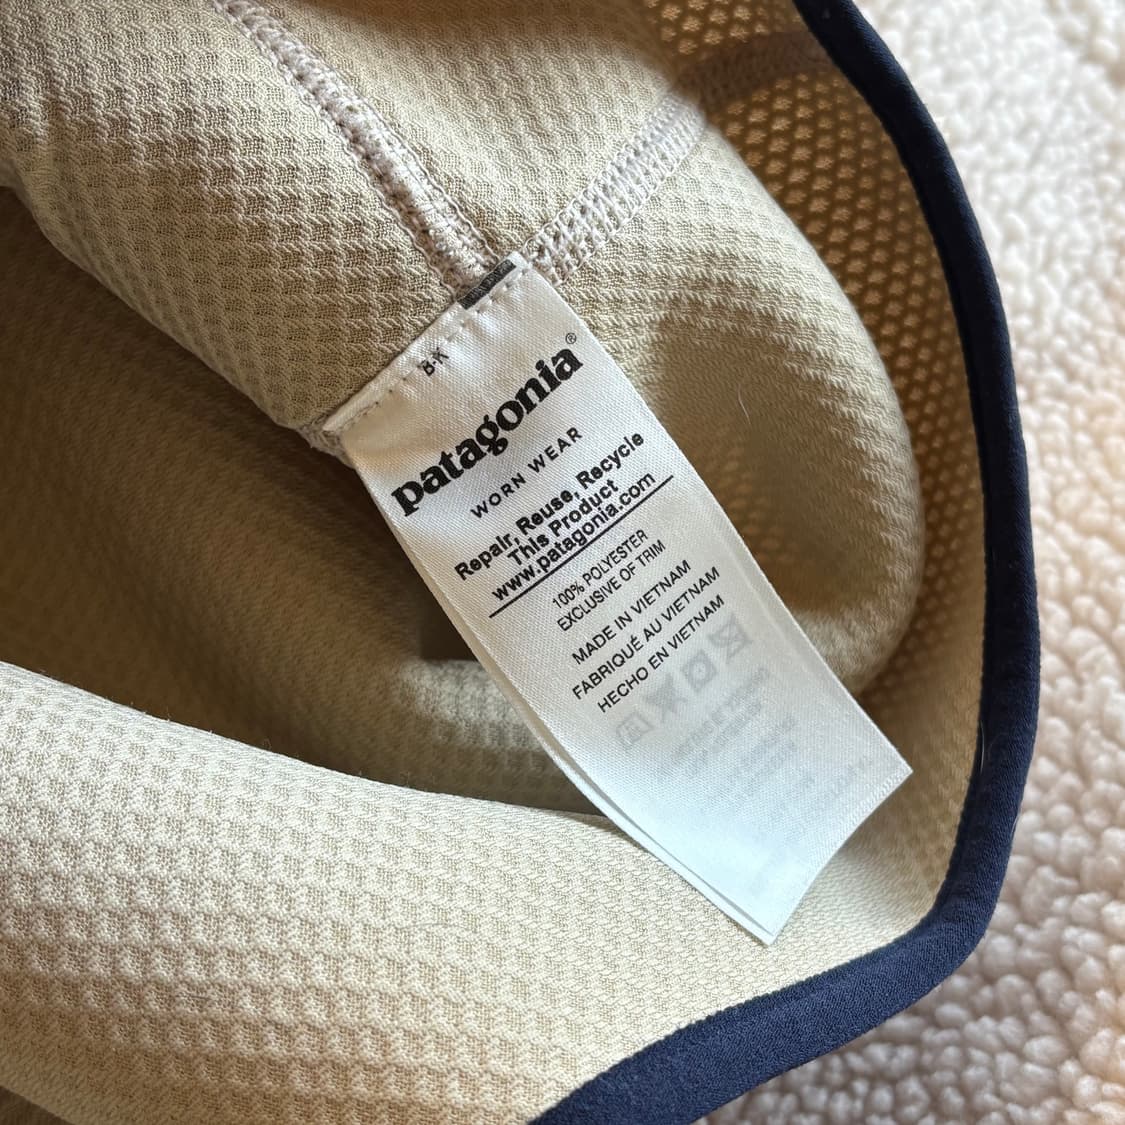 B-K
patagonia®
WORN WEAR
Repair, Reuse, Recycle
This Product
www.patagonia.com
100% POLYESTER
EXCLUSIVE OF TRIM
MADE IN VIETNAM
FABRIQUÉ AU VIETNAM
HECHO EN VIETNAM